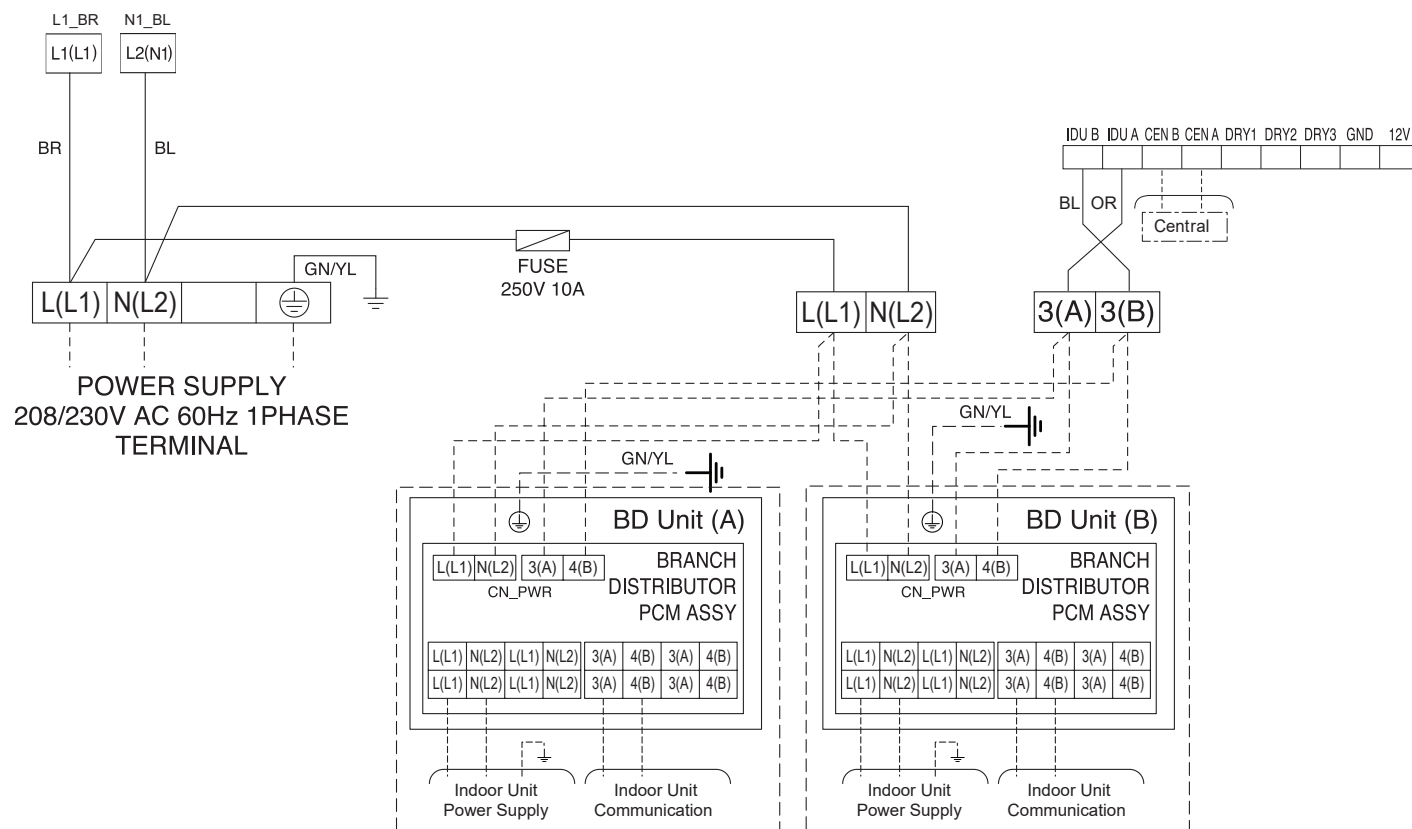 L1_BR N1_BL
L1(L1) L2(N1)
IDU B IDU A CEN B CEN A DRY1 DRY2 DRY3 GND 12V
BR BL
BL OR
Central
GN/YL
FUSE
250V 10A
L(L1) N(L2)
L(L1) N(L2)
3(A) 3(B)
POWER SUPPLY
208/230V AC 60Hz 1PHASE
TERMINAL
GN/YL
GN/YL
BD Unit (A)
BRANCH
DISTRIBUTOR
PCM ASSY
L(L1) N(L2) 3(A) 4(B)
CN_PWR
L(L1) N(L2) L(L1) N(L2) 3(A) 4(B) 3(A) 4(B)
L(L1) N(L2) L(L1) N(L2) 3(A) 4(B) 3(A) 4(B)
Indoor Unit
Power Supply
Indoor Unit
Communication
BD Unit (B)
BRANCH
DISTRIBUTOR
PCM ASSY
L(L1) N(L2) 3(A) 4(B)
CN_PWR
L(L1) N(L2) L(L1) N(L2) 3(A) 4(B) 3(A) 4(B)
L(L1) N(L2) L(L1) N(L2) 3(A) 4(B) 3(A) 4(B)
Indoor Unit
Power Supply
Indoor Unit
Communication